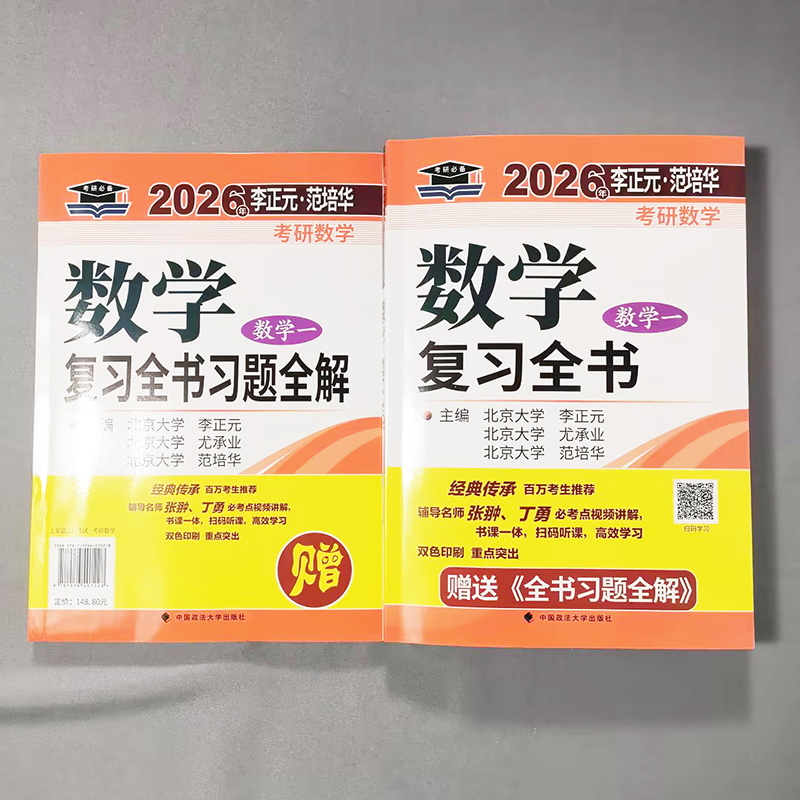 考研必备
2026年 李正元·范培华
考研数学
数学
数学一
复习全书习题全解
编 北京大学 李正元
北京大学 尤承业
北京大学 范培华
经典传承 百万考生推荐
辅导名师 张翀、丁勇 必考点视频讲解,
书课一体,扫码听课,高效学习
双色印刷 重点突出
赠
定价: 148.80元
中国政法大学出版社
考研必备
2026年 李正元·范培华
考研数学
数学
数学一
复习全书
主编 北京大学 李正元
北京大学 尤承业
北京大学 范培华
经典传承 百万考生推荐
辅导名师 张翀、丁勇 必考点视频讲解,
书课一体,扫码听课,高效学习
双色印刷 重点突出
扫码学习
赠送《全书习题全解》
中国政法大学出版社